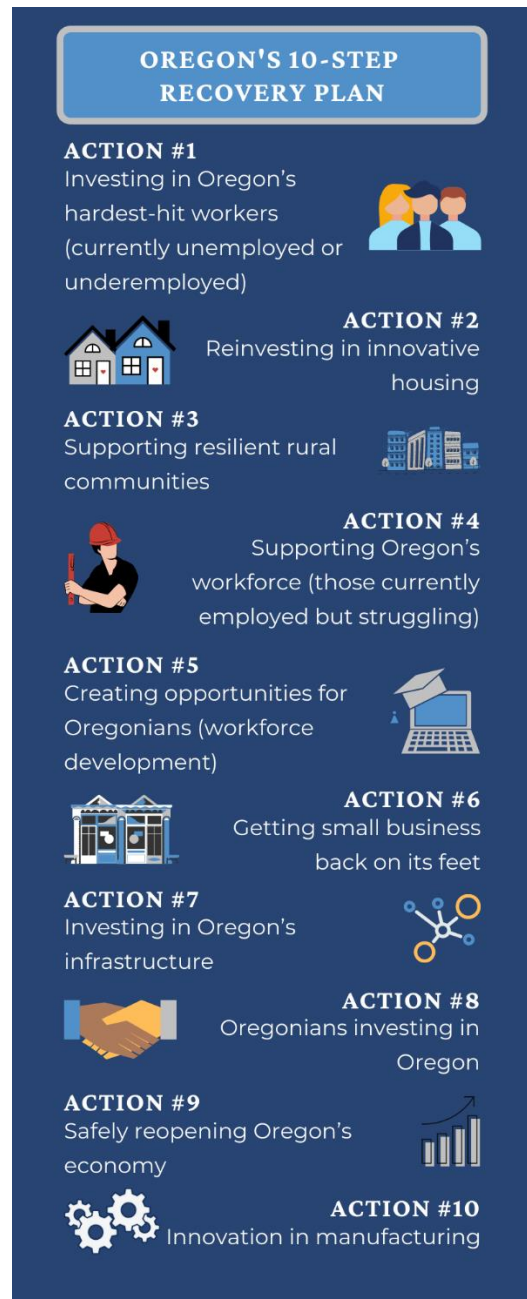 OREGON'S 10-STEP
RECOVERY PLAN
ACTION #1
Investing in Oregon's
hardest-hit workers
(currently unemployed or
underemployed)
ACTION #2
Reinvesting in innovative
housing
ACTION #3
Supporting resilient rural
communities
ACTION #4
Supporting Oregon's
workforce (those currently
employed but struggling)
ACTION #5
Creating opportunities for
Oregonians (workforce
development)
ACTION #6
Getting small business
back on its feet
ACTION #7
Investing in Oregon's
infrastructure
ACTION #8
Oregonians investing in
Oregon
ACTION #9
Safely reopening Oregon's
economy
ACTION #10
Innovation in manufacturing